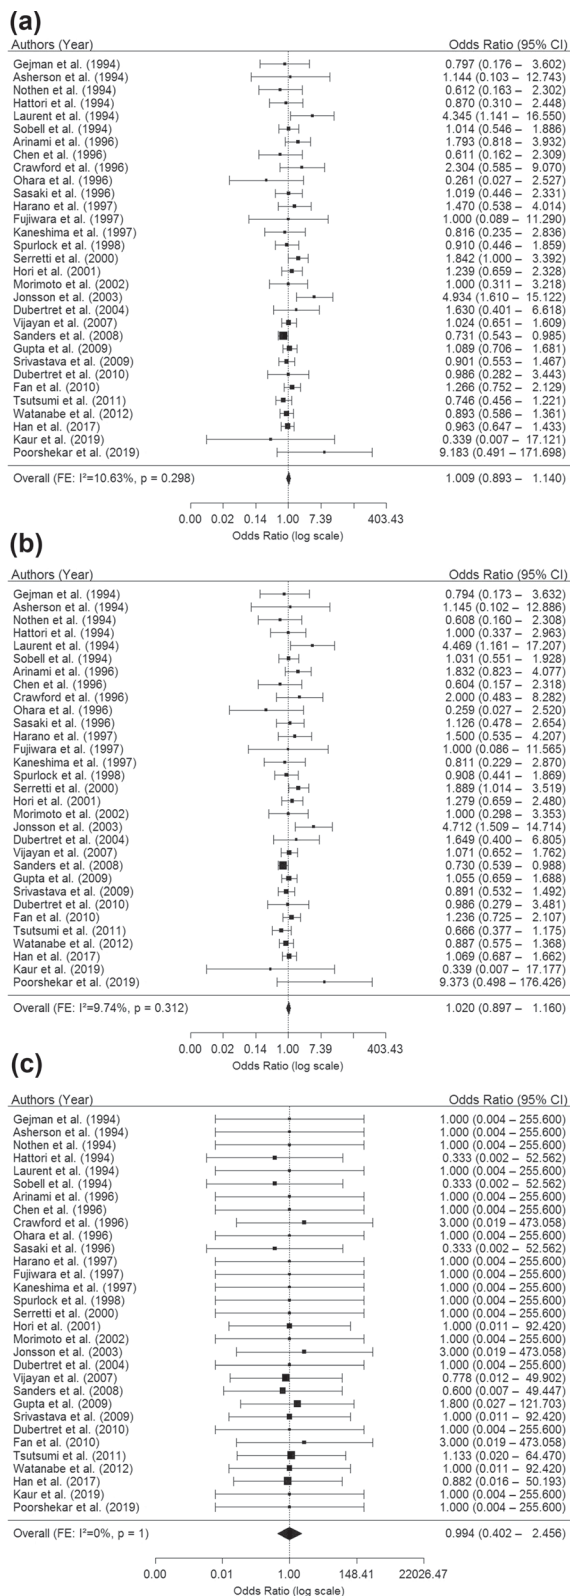 (a)
Authors (Year) Odds Ratio (95% CI)
Gejman et al. (1994) 0.797 (0.176 – 3.602)
Asherson et al. (1994) 1.144 (0.103 – 12.743)
Nothen et al. (1994) 0.612 (0.163 – 2.302)
Hattori et al. (1994) 0.870 (0.310 – 2.448)
Laurent et al. (1994) 4.345 (1.141 – 16.550)
Sobell et al. (1994) 1.014 (0.546 – 1.886)
Arinami et al. (1996) 1.793 (0.818 – 3.932)
Chen et al. (1996) 0.611 (0.162 – 2.309)
Crawford et al. (1996) 2.304 (0.585 – 9.070)
Ohara et al. (1996) 0.261 (0.027 – 2.527)
Sasaki et al. (1996) 1.019 (0.446 – 2.331)
Harano et al. (1997) 1.470 (0.538 – 4.014)
Fujiwara et al. (1997) 1.000 (0.089 – 11.290)
Kaneshima et al. (1997) 0.816 (0.235 – 2.836)
Spurlock et al. (1998) 0.910 (0.446 – 1.859)
Serretti et al. (2000) 1.842 (1.000 – 3.392)
Hori et al. (2001) 1.239 (0.659 – 2.328)
Morimoto et al. (2002) 1.000 (0.311 – 3.218)
Jonsson et al. (2003) 4.934 (1.610 – 15.122)
Dubertret et al. (2004) 1.630 (0.401 – 6.618)
Vijayan et al. (2007) 1.024 (0.651 – 1.609)
Sanders et al. (2008) 0.731 (0.543 – 0.985)
Gupta et al. (2009) 1.089 (0.706 – 1.681)
Srivastava et al. (2009) 0.901 (0.553 – 1.467)
Dubertret et al. (2010) 0.986 (0.282 – 3.443)
Fan et al. (2010) 1.266 (0.752 – 2.129)
Tsutsumi et al. (2011) 0.746 (0.456 – 1.221)
Watanabe et al. (2012) 0.893 (0.586 – 1.361)
Han et al. (2017) 0.963 (0.647 – 1.433)
Kaur et al. (2019) 0.339 (0.007 – 17.121)
Poorshekar et al. (2019) 9.183 (0.491 – 171.698)
Overall (FE: I²=10.63%, p = 0.298) 1.009 (0.893 – 1.140)
0.00 0.02 0.14 1.00 7.39 403.43
Odds Ratio (log scale)
(b)
Authors (Year) Odds Ratio (95% CI)
Gejman et al. (1994) 0.794 (0.173 – 3.632)
Asherson et al. (1994) 1.145 (0.102 – 12.886)
Nothen et al. (1994) 0.608 (0.160 – 2.308)
Hattori et al. (1994) 1.000 (0.337 – 2.963)
Laurent et al. (1994) 4.469 (1.161 – 17.207)
Sobell et al. (1994) 1.031 (0.551 – 1.928)
Arinami et al. (1996) 1.832 (0.823 – 4.077)
Chen et al. (1996) 0.604 (0.157 – 2.318)
Crawford et al. (1996) 2.000 (0.483 – 8.282)
Ohara et al. (1996) 0.259 (0.027 – 2.520)
Sasaki et al. (1996) 1.126 (0.478 – 2.654)
Harano et al. (1997) 1.500 (0.535 – 4.207)
Fujiwara et al. (1997) 1.000 (0.086 – 11.565)
Kaneshima et al. (1997) 0.811 (0.229 – 2.870)
Spurlock et al. (1998) 0.908 (0.441 – 1.869)
Serretti et al. (2000) 1.889 (1.014 – 3.519)
Hori et al. (2001) 1.279 (0.659 – 2.480)
Morimoto et al. (2002) 1.000 (0.298 – 3.353)
Jonsson et al. (2003) 4.712 (1.509 – 14.714)
Dubertret et al. (2004) 1.649 (0.400 – 6.805)
Vijayan et al. (2007) 1.071 (0.652 – 1.762)
Sanders et al. (2008) 0.730 (0.539 – 0.988)
Gupta et al. (2009) 1.055 (0.659 – 1.688)
Srivastava et al. (2009) 0.891 (0.532 – 1.492)
Dubertret et al. (2010) 0.986 (0.279 – 3.481)
Fan et al. (2010) 1.236 (0.725 – 2.107)
Tsutsumi et al. (2011) 0.666 (0.377 – 1.175)
Watanabe et al. (2012) 0.887 (0.575 – 1.368)
Han et al. (2017) 1.069 (0.687 – 1.662)
Kaur et al. (2019) 0.339 (0.007 – 17.177)
Poorshekar et al. (2019) 9.373 (0.498 – 176.426)
Overall (FE: I²=9.74%, p = 0.312) 1.020 (0.897 – 1.160)
0.00 0.02 0.14 1.00 7.39 403.43
Odds Ratio (log scale)
(c)
Authors (Year) Odds Ratio (95% CI)
Gejman et al. (1994) 1.000 (0.004 – 255.600)
Asherson et al. (1994) 1.000 (0.004 – 255.600)
Nothen et al. (1994) 1.000 (0.004 – 255.600)
Hattori et al. (1994) 0.333 (0.002 – 52.562)
Laurent et al. (1994) 1.000 (0.004 – 255.600)
Sobell et al. (1994) 0.333 (0.002 – 52.562)
Arinami et al. (1996) 1.000 (0.004 – 255.600)
Chen et al. (1996) 1.000 (0.004 – 255.600)
Crawford et al. (1996) 3.000 (0.019 – 473.058)
Ohara et al. (1996) 1.000 (0.004 – 255.600)
Sasaki et al. (1996) 0.333 (0.002 – 52.562)
Harano et al. (1997) 1.000 (0.004 – 255.600)
Fujiwara et al. (1997) 1.000 (0.004 – 255.600)
Kaneshima et al. (1997) 1.000 (0.004 – 255.600)
Spurlock et al. (1998) 1.000 (0.004 – 255.600)
Serretti et al. (2000) 1.000 (0.004 – 255.600)
Hori et al. (2001) 1.000 (0.011 – 92.420)
Morimoto et al. (2002) 1.000 (0.004 – 255.600)
Jonsson et al. (2003) 3.000 (0.019 – 473.058)
Dubertret et al. (2004) 1.000 (0.004 – 255.600)
Vijayan et al. (2007) 0.778 (0.012 – 49.902)
Sanders et al. (2008) 0.600 (0.007 – 49.447)
Gupta et al. (2009) 1.800 (0.027 – 121.703)
Srivastava et al. (2009) 1.000 (0.011 – 92.420)
Dubertret et al. (2010) 1.000 (0.004 – 255.600)
Fan et al. (2010) 3.000 (0.019 – 473.058)
Tsutsumi et al. (2011) 1.133 (0.020 – 64.470)
Watanabe et al. (2012) 1.000 (0.011 – 92.420)
Han et al. (2017) 0.882 (0.016 – 50.193)
Kaur et al. (2019) 1.000 (0.004 – 255.600)
Poorshekar et al. (2019) 1.000 (0.004 – 255.600)
Overall (FE: I²=0%, p = 1) 0.994 (0.402 – 2.456)
0.00 0.01 1.00 148.41 22026.47
Odds Ratio (log scale)